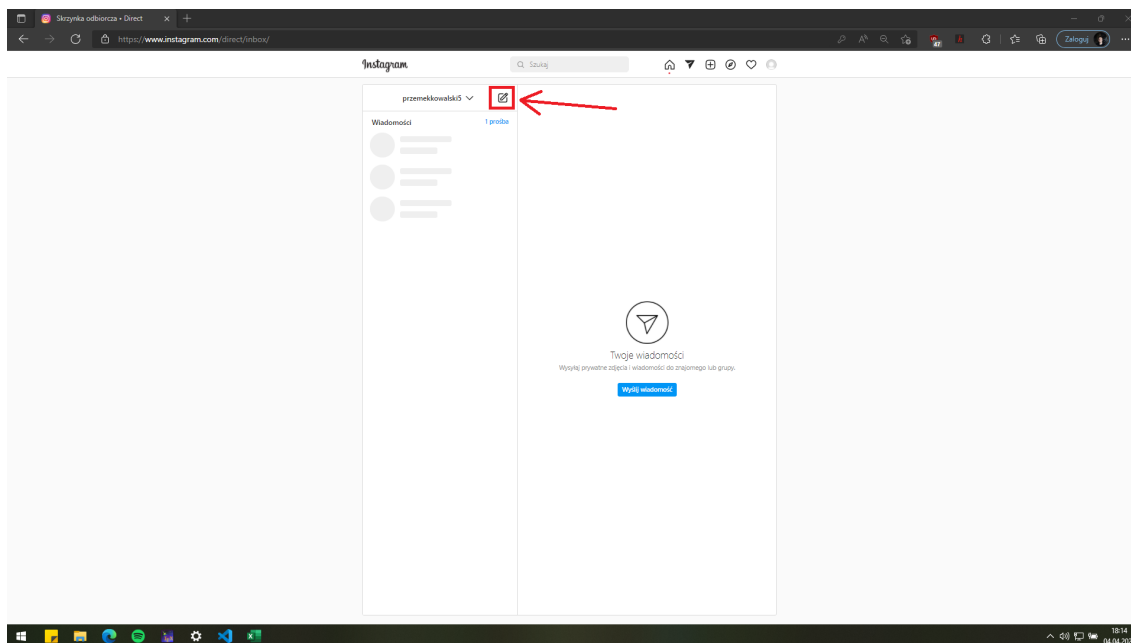 Skrzynka odbiorcza • Direct
https://www.instagram.com/direct/inbox/
47
Zaloguj
Instagram
Szukaj
przemekkowalski5
Wiadomości
1 prośba
Twoje wiadomości
Wysyłaj prywatne zdjęcia i wiadomości do znajomego lub grupy.
Wyślij wiadomość
18:14